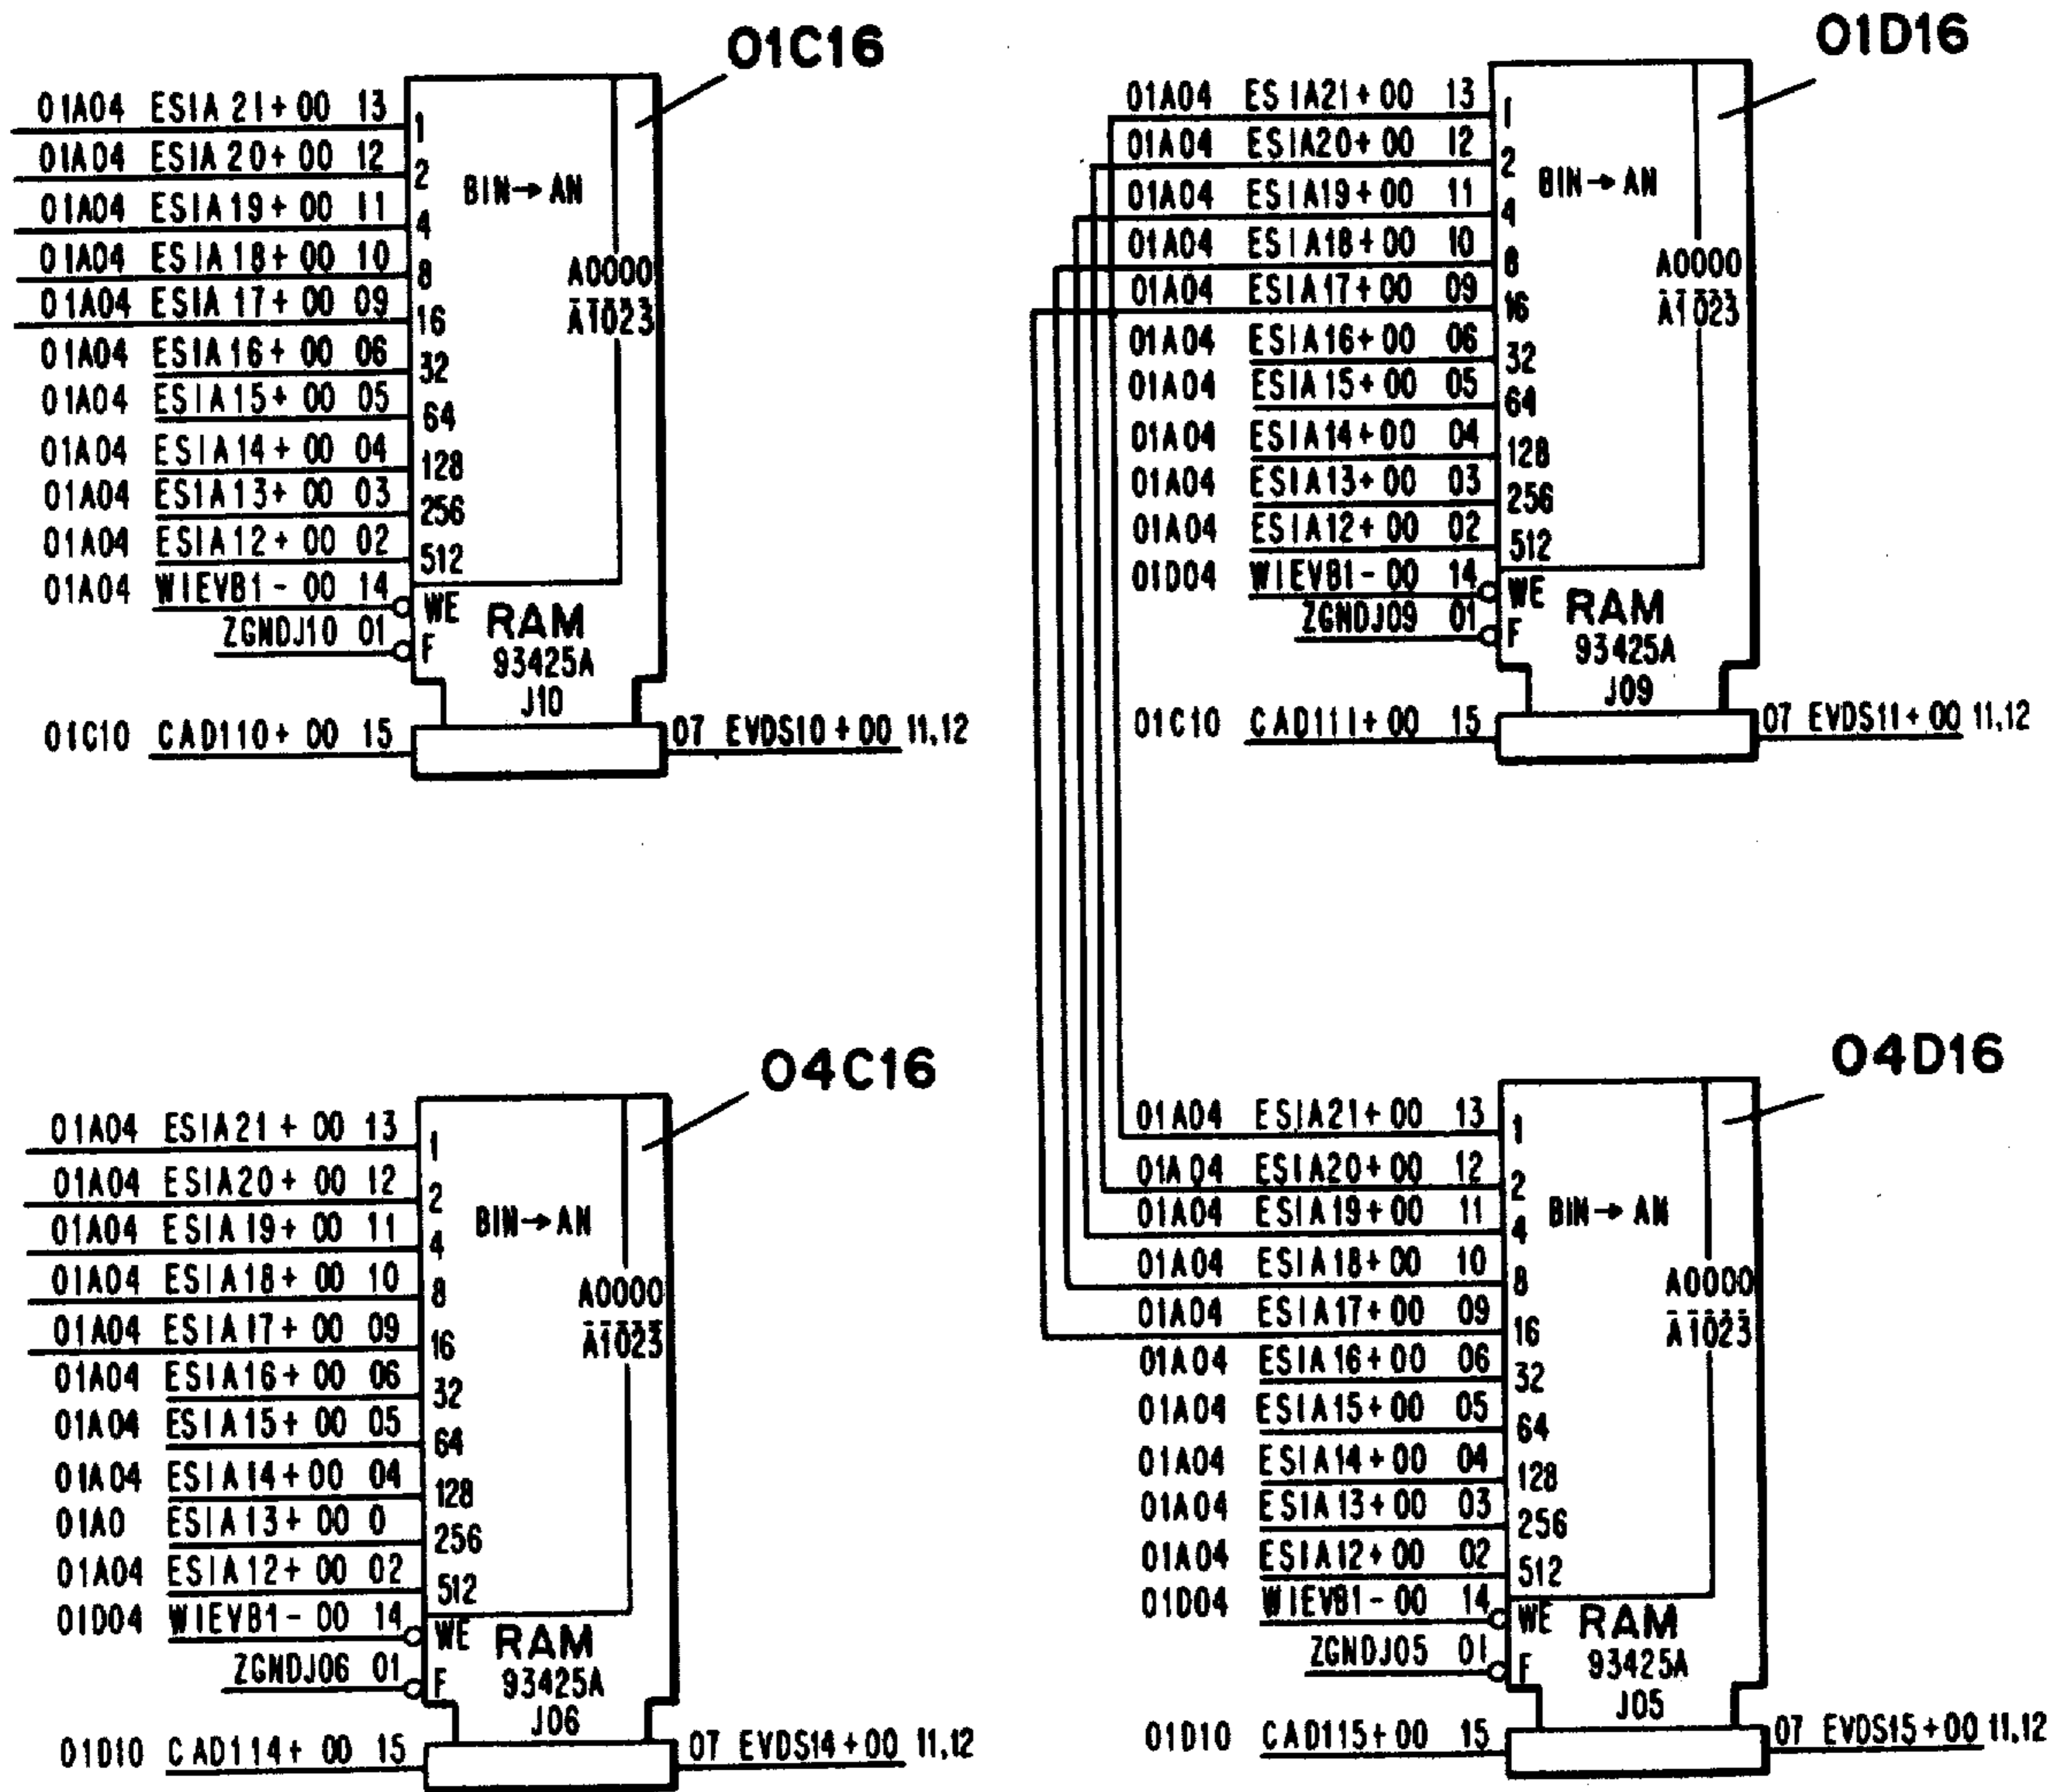 01C16
01A04 ESIA 21+00 13 1
01A04 ESIA 20+00 12 2
01A04 ESIA19+00 11 4
01A04 ESIA18+00 10 8
01A04 ESIA 17+00 09 16
01A04 ESIA16+00 06 32
01A04 ESIA15+00 05 64
01A04 ESIA14+00 04 128
01A04 ESIA13+00 03 256
01A04 ESIA12+00 02 512
01A04 WIEVB1-00 14 WE
ZGNDJ10 01 F
BIN→AN
A0000
A1023
RAM
93425A
J10
01C10 CAD110+00 15
07 EVDS10+00 11,12
01D16
01A04 ESIA21+00 13 1
01A04 ESIA20+00 12 2
01A04 ESIA19+00 11 4
01A04 ESIA18+00 10 8
01A04 ESIA17+00 09 16
01A04 ESIA16+00 06 32
01A04 ESIA15+00 05 64
01A04 ESIA14+00 04 128
01A04 ESIA13+00 03 256
01A04 ESIA12+00 02 512
01D04 WIEVB1-00 14 WE
ZGNDJ09 01 F
BIN→AN
A0000
A1023
RAM
93425A
J09
01C10 CAD111+00 15
07 EVDS11+00 11,12
04C16
01A04 ESIA21+00 13 1
01A04 ESIA20+00 12 2
01A04 ESIA19+00 11 4
01A04 ESIA18+00 10 8
01A04 ESIA17+00 09 16
01A04 ESIA16+00 06 32
01A04 ESIA15+00 05 64
01A04 ESIA14+00 04 128
01A0 ESIA13+00 0 256
01A04 ESIA12+00 02 512
01D04 WIEVB1-00 14 WE
ZGNDJ06 01 F
BIN→AN
A0000
A1023
RAM
93425A
J06
01D10 CAD114+00 15
07 EVDS14+00 11,12
04D16
01A04 ESIA21+00 13 1
01A04 ESIA20+00 12 2
01A04 ESIA19+00 11 4
01A04 ESIA18+00 10 8
01A04 ESIA17+00 09 16
01A04 ESIA16+00 06 32
01A04 ESIA15+00 05 64
01A04 ESIA14+00 04 128
01A04 ESIA13+00 03 256
01A04 ESIA12+00 02 512
01D04 WIEVB1-00 14 WE
ZGNDJ05 01 F
BIN→AN
A0000
A1023
RAM
93425A
J05
01D10 CAD115+00 15
07 EVDS15+00 11,12